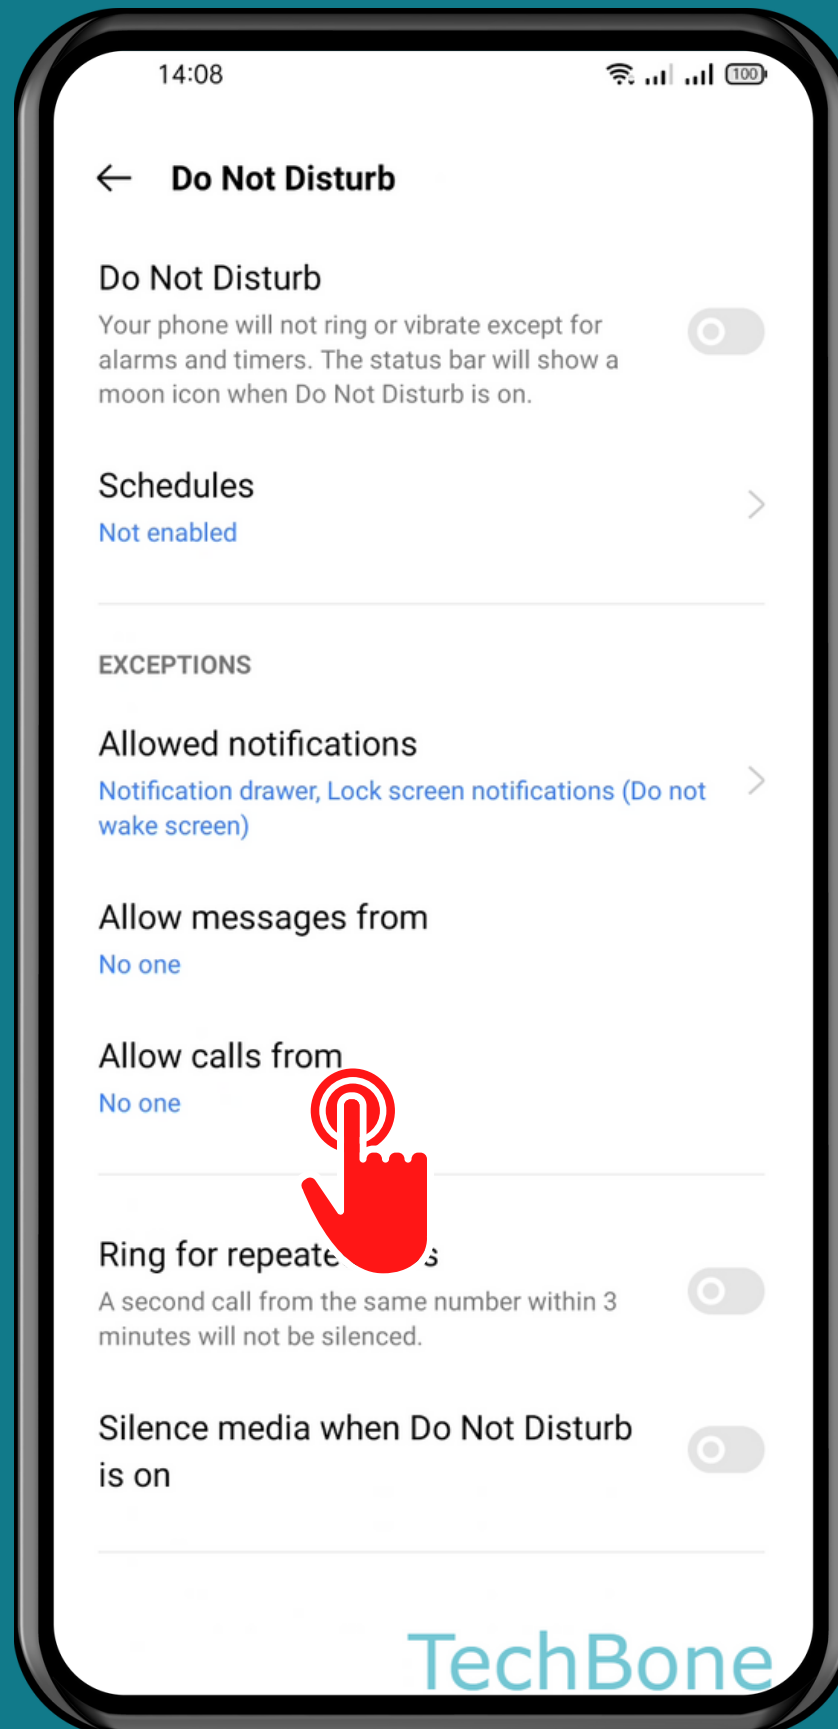 14:08
100
Do Not Disturb
Do Not Disturb
Your phone will not ring or vibrate except for
alarms and timers. The status bar will show a
moon icon when Do Not Disturb is on.
Schedules
Not enabled
EXCEPTIONS
Allowed notifications
Notification drawer, Lock screen notifications (Do not
wake screen)
Allow messages from
No one
Allow calls from
No one
Ring for
A second call from the same number within 3
minutes will not be silenced.
Silence media when Do Not Disturb
is on
TechBone